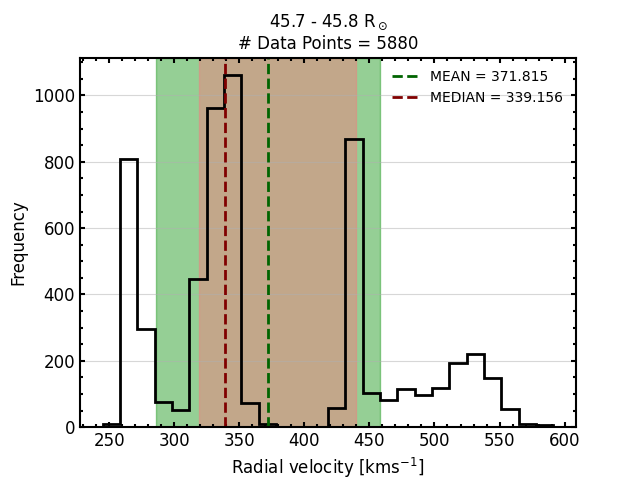 45.7 - 45.8 R⊙
# Data Points = 5880
MEAN = 371.815
MEDIAN = 339.156
1000
800
600
400
200
0
Frequency
250 300 350 400 450 500 550 600
Radial velocity [kms⁻¹]